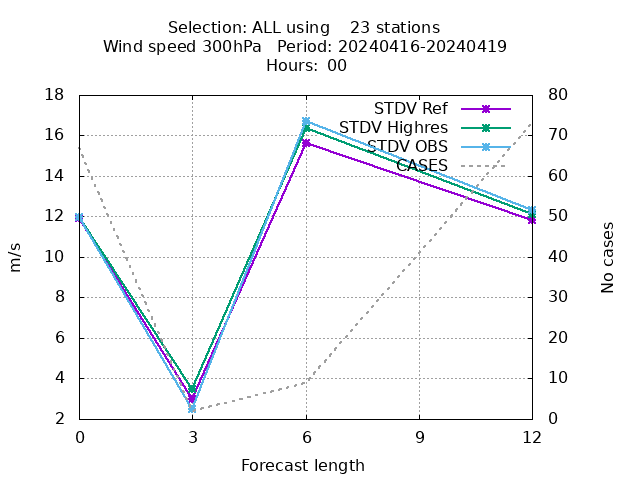 Selection: ALL using    23 stations
Wind speed 300hPa   Period: 20240416-20240419
Hours: 00
18
16
14
12
10
8
6
4
2
m/s
80
70
60
50
40
30
20
10
0
No cases
STDV Ref
STDV Highres
STDV OBS
CASES
0 3 6 9 12
Forecast length